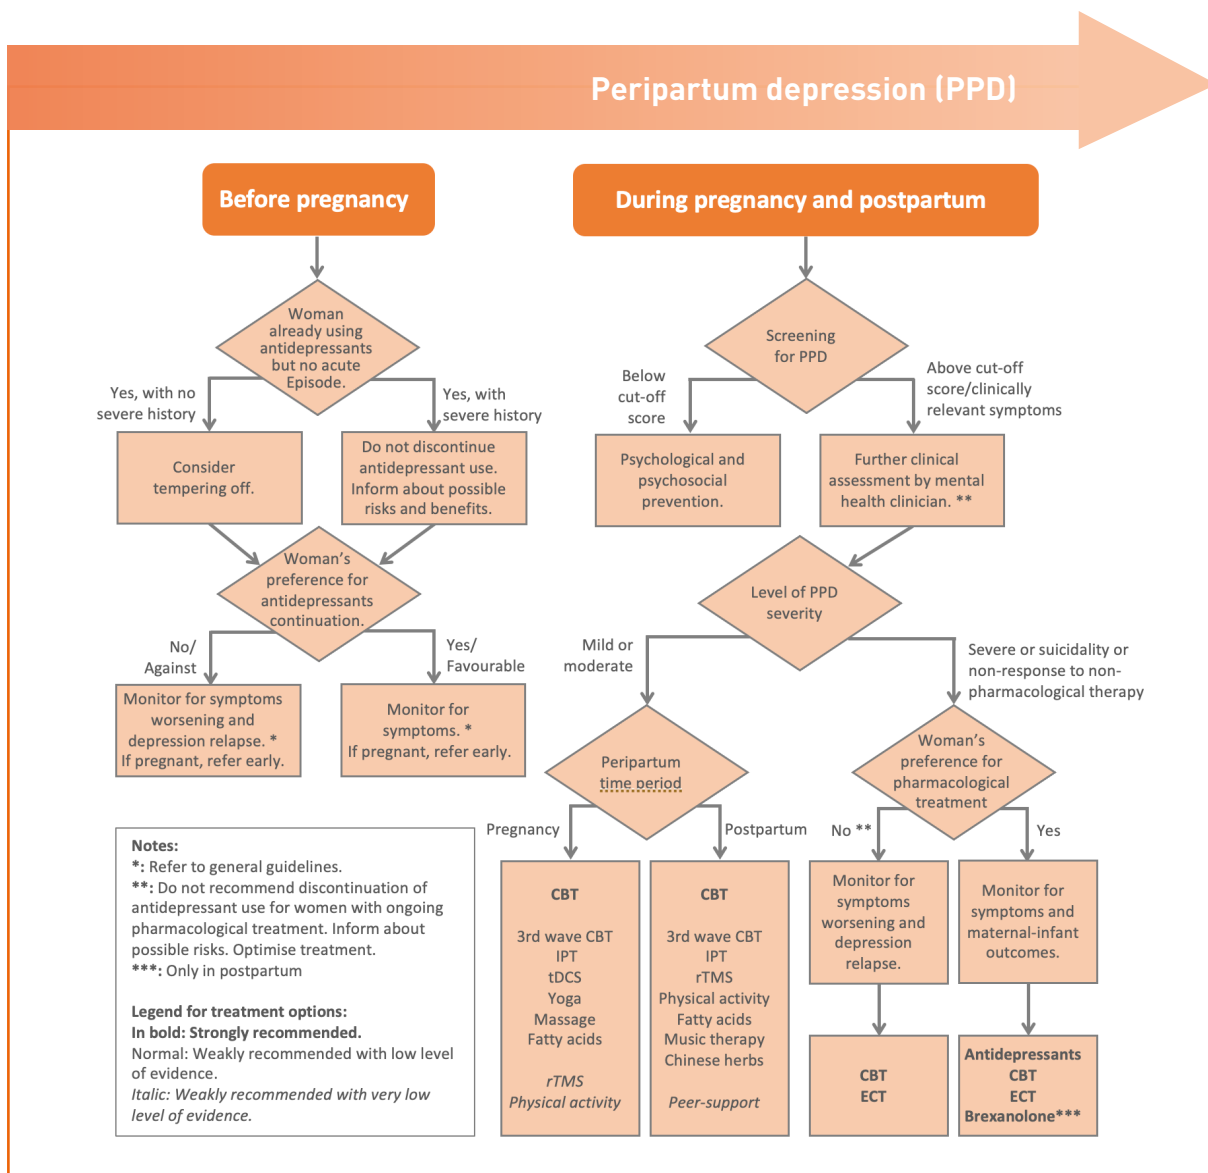 Peripartum depression (PPD)
Before pregnancy
Woman
already using
antidepressants
but no acute
Episode.
Yes, with no
severe history
Yes, with
severe history
Consider
tempering off.
Do not discontinue
antidepressant use.
Inform about possible
risks and benefits.
Woman's
preference for
antidepressants
continuation.
No/
Against
Yes/
Favourable
Monitor for symptoms
worsening and
depression relapse. *
If pregnant, refer early.
Monitor for
symptoms. *
If pregnant, refer early.
During pregnancy and postpartum
Screening
for PPD
Below
cut-off
score
Above cut-off
score/clinically
relevant symptoms
Psychological and
psychosocial
prevention.
Further clinical
assessment by mental
health clinician. **
Level of PPD
severity
Mild or
moderate
Severe or suicidality or
non-response to non-
pharmacological therapy
Peripartum
time period
Woman's
preference for
pharmacological
treatment
Pregnancy
Postpartum
No **
Yes
CBT
3rd wave CBT
IPT
tDCS
Yoga
Massage
Fatty acids
rTMS
Physical activity
CBT
3rd wave CBT
IPT
rTMS
Physical activity
Fatty acids
Music therapy
Chinese herbs
Peer-support
Monitor for
symptoms
worsening and
depression
relapse.
CBT
ECT
Monitor for
symptoms and
maternal-infant
outcomes.
Antidepressants
CBT
ECT
Brexanolone***
Notes:
*: Refer to general guidelines.
**: Do not recommend discontinuation of
antidepressant use for women with ongoing
pharmacological treatment. Inform about
possible risks. Optimise treatment.
***: Only in postpartum
Legend for treatment options:
In bold: Strongly recommended.
Normal: Weakly recommended with low level
of evidence.
Italic: Weakly recommended with very low
level of evidence.